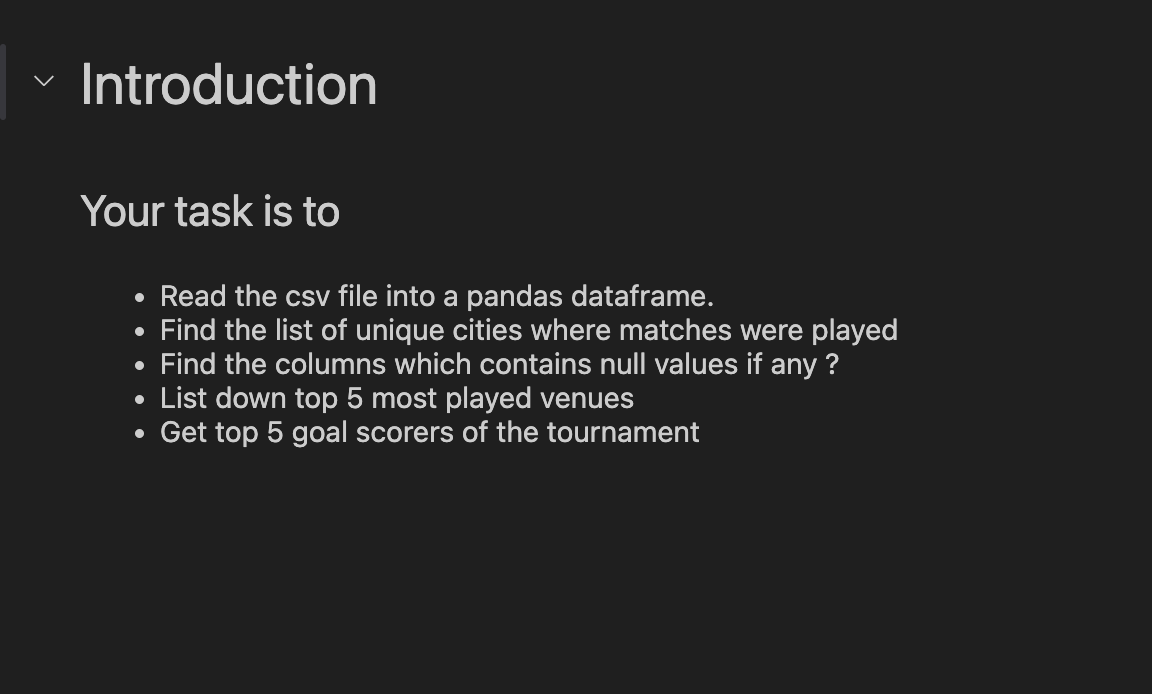 Introduction
Your task is to
Read the csv file into a pandas dataframe.
Find the list of unique cities where matches were played
Find the columns which contains null values if any ?
List down top 5 most played venues
Get top 5 goal scorers of the tournament